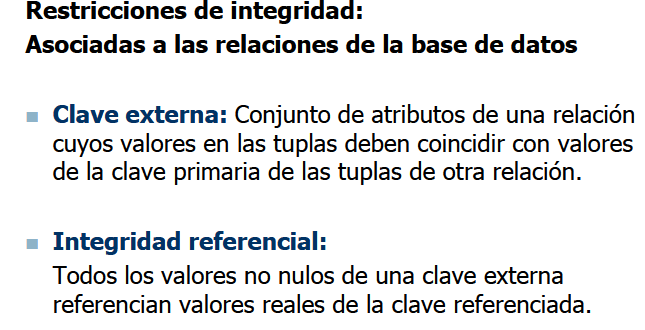 Restricciones de integridad:
Asociadas a las relaciones de la base de datos
Clave externa: Conjunto de atributos de una relación
cuyos valores en las tuplas deben coincidir con valores
de la clave primaria de las tuplas de otra relación.
Integridad referencial:
Todos los valores no nulos de una clave externa
referencian valores reales de la clave referenciada.